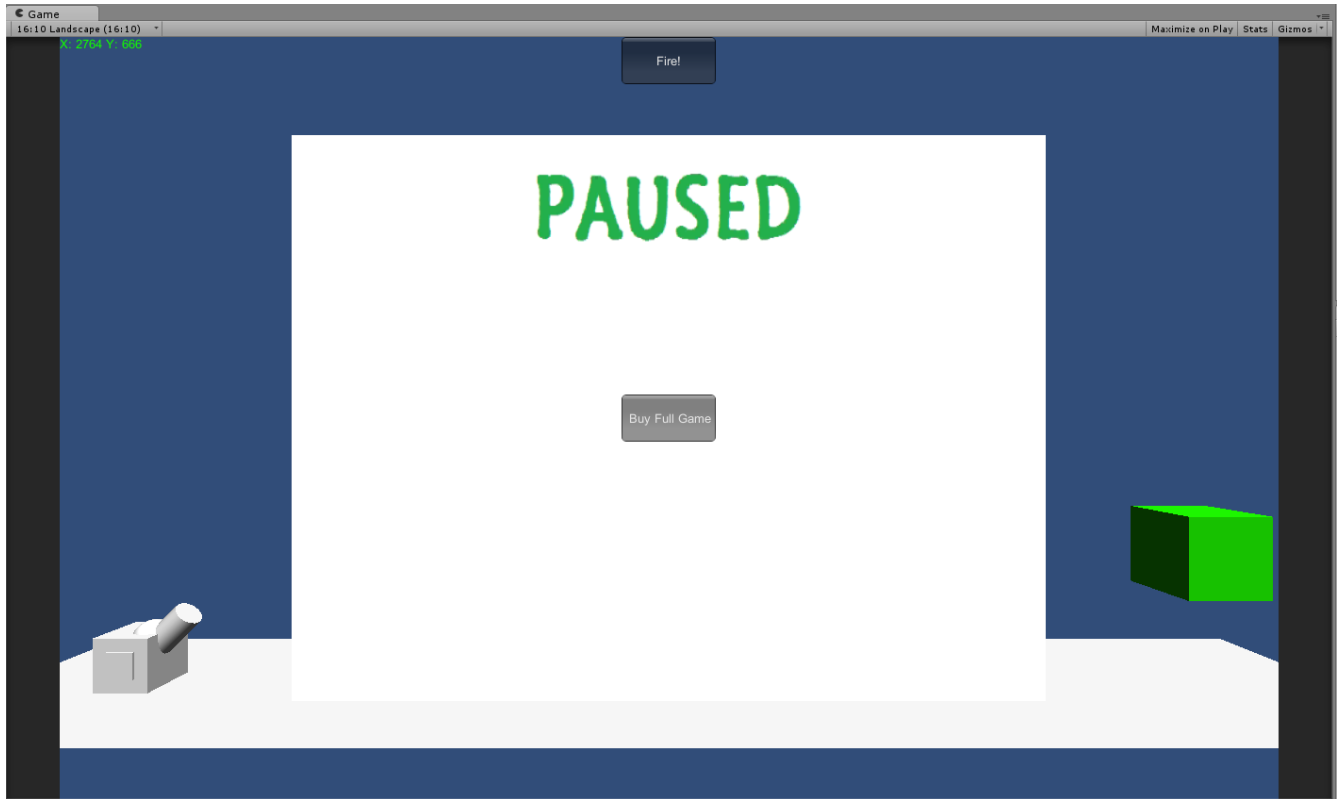 Game
16:10 Landscape (16:10) Maximize on Play Stats Gizmos
X: 2764 Y: 666
Fire!
PAUSED
Buy Full Game